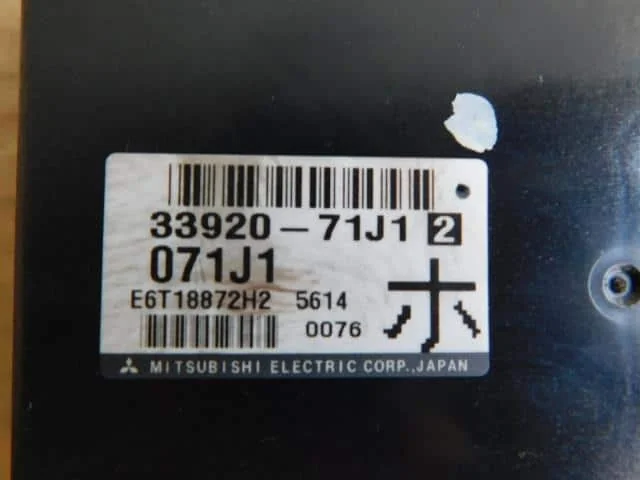 33920-71J1 2
071J1
E6T18872H2 5614
0076
ホ
MITSUBISHI ELECTRIC CORP.,JAPAN